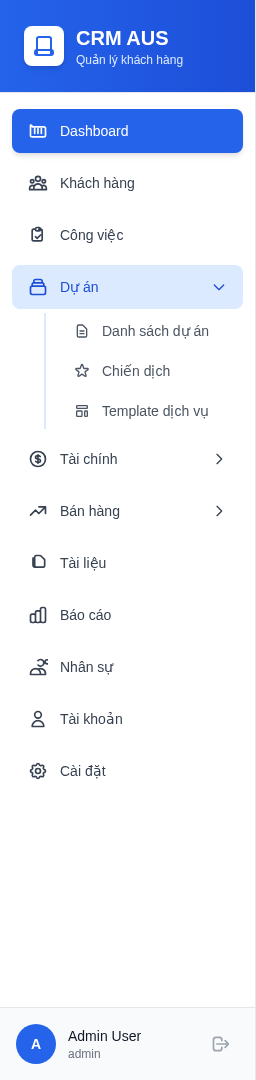 CRM AUS
Quản lý khách hàng
Dashboard
Khách hàng
Công việc
Dự án
Danh sách dự án
Chiến dịch
Template dịch vụ
Tài chính
Bán hàng
Tài liệu
Báo cáo
Nhân sự
Tài khoản
Cài đặt
A
Admin User
admin